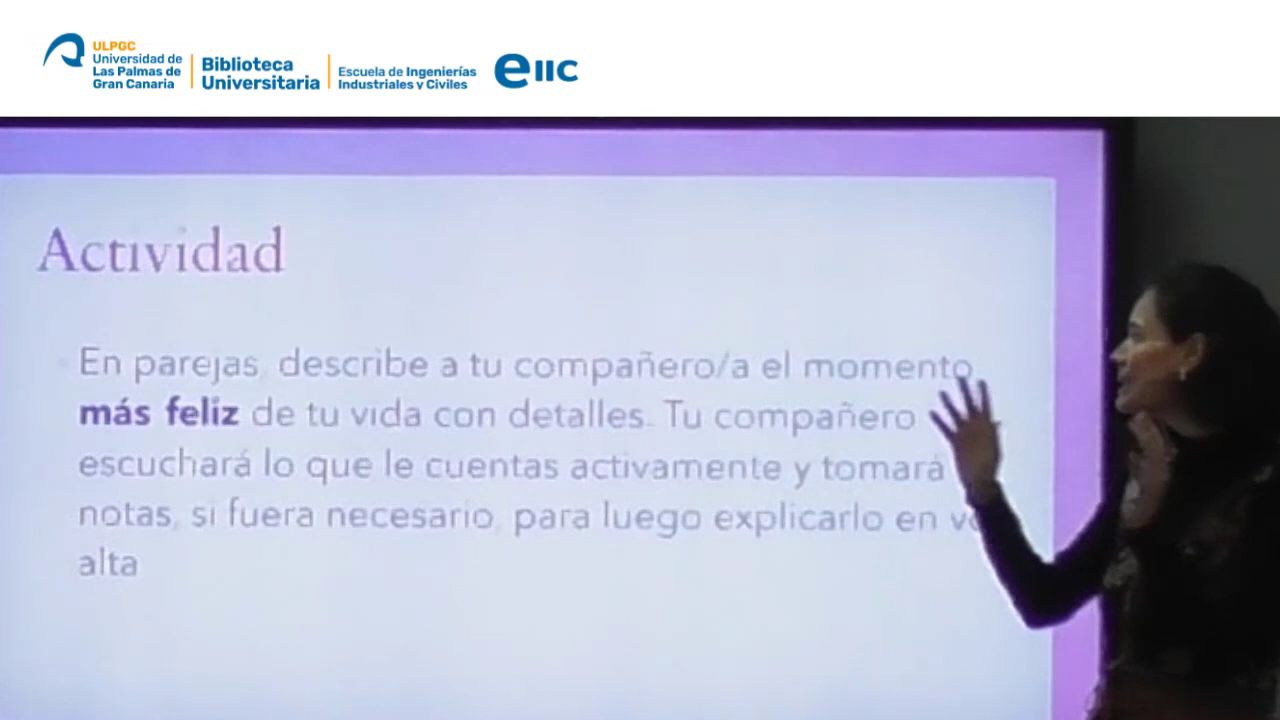 ULPGC
Universidad de
Las Palmas de
Gran Canaria
Biblioteca
Universitaria
Escuela de Ingenierías
Industriales y Civiles
eiic
Actividad
En parejas, describe a tu compañero/a el momento
más feliz de tu vida con detalles. Tu compañero
escuchará lo que le cuentas activamente y tomará
notas, si fuera necesario, para luego explicarlo en
alta